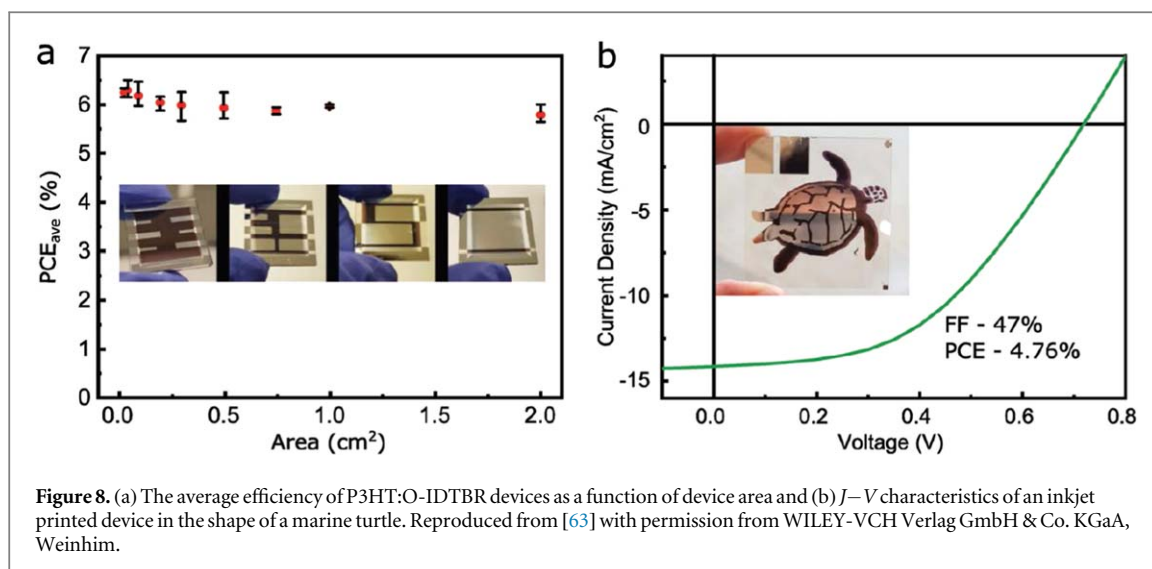 a
7
6
5
4
3
2
1
0
PCEave (%)
0.0 0.5 1.0 1.5 2.0
Area (cm²)
b
0
-5
-10
-15
Current Density (mA/cm²)
FF - 47%
PCE - 4.76%
0.0 0.2 0.4 0.6 0.8
Voltage (V)
Figure 8. (a) The average efficiency of P3HT:O-IDTBR devices as a function of device area and (b) J–V characteristics of an inkjet
printed device in the shape of a marine turtle. Reproduced from [63] with permission from WILEY-VCH Verlag GmbH & Co. KGaA,
Weinhim.